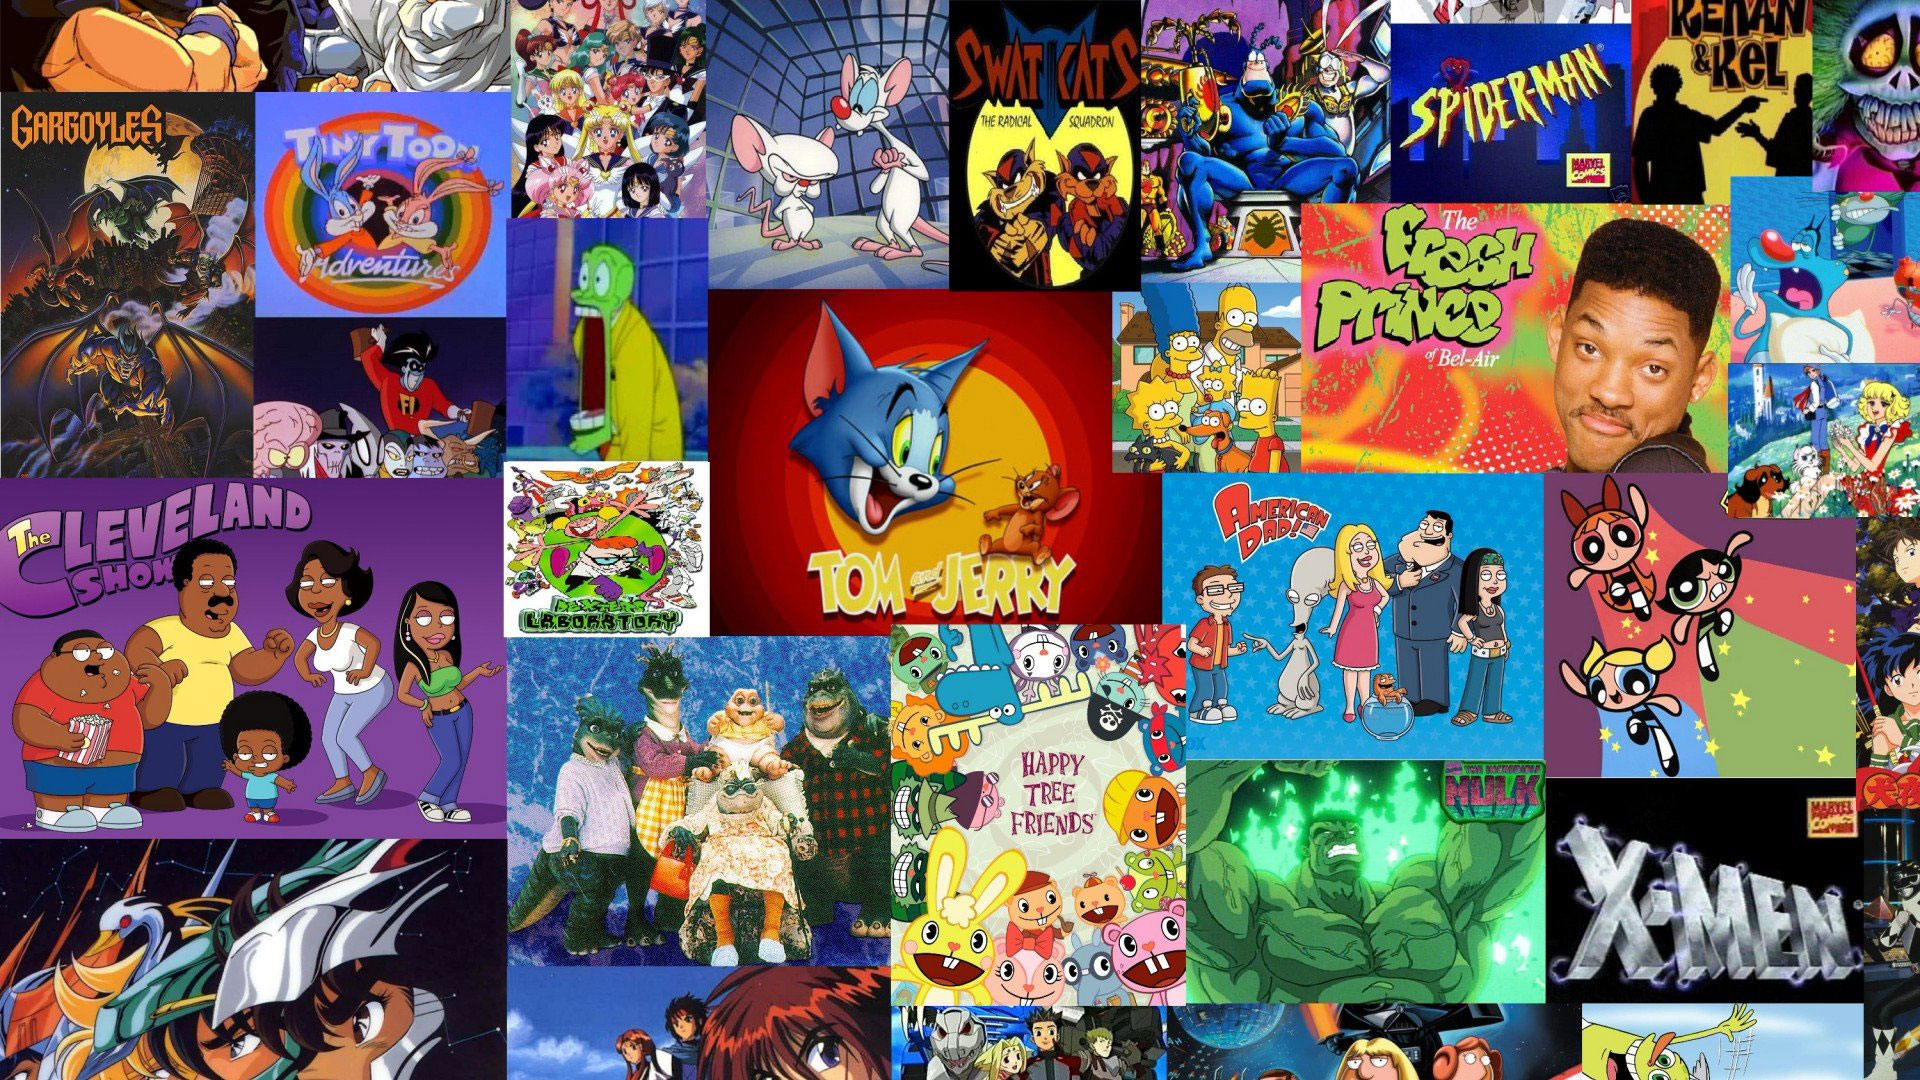 GARGOYLES
TINY TOON
Adventures
SWAT KATS
THE RADICAL SQUADRON
SPIDER-MAN
MARVEL
COMICS
KENAN
& KEL
The
Fresh
Prince
of Bel-Air
The
CLEVELAND
SHOW
F!
DEXTER'S
LABORATORY
TOM and JERRY
AMERICAN
DAD!
HAPPY
TREE
FRIENDS
THE INCREDIBLE
HULK
MARVEL
COMICS
X-MEN